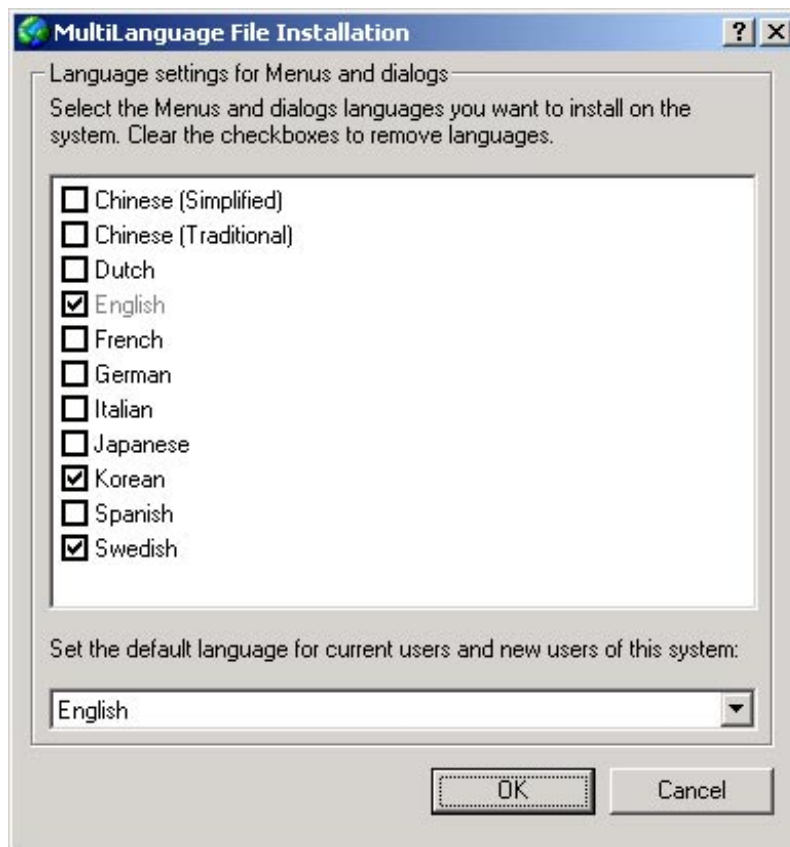 MultiLanguage File Installation
Language settings for Menus and dialogs
Select the Menus and dialogs languages you want to install on the
system. Clear the checkboxes to remove languages.
Chinese (Simplified)
Chinese (Traditional)
Dutch
English
French
German
Italian
Japanese
Korean
Spanish
Swedish
Set the default language for current users and new users of this system:
English
OK
Cancel